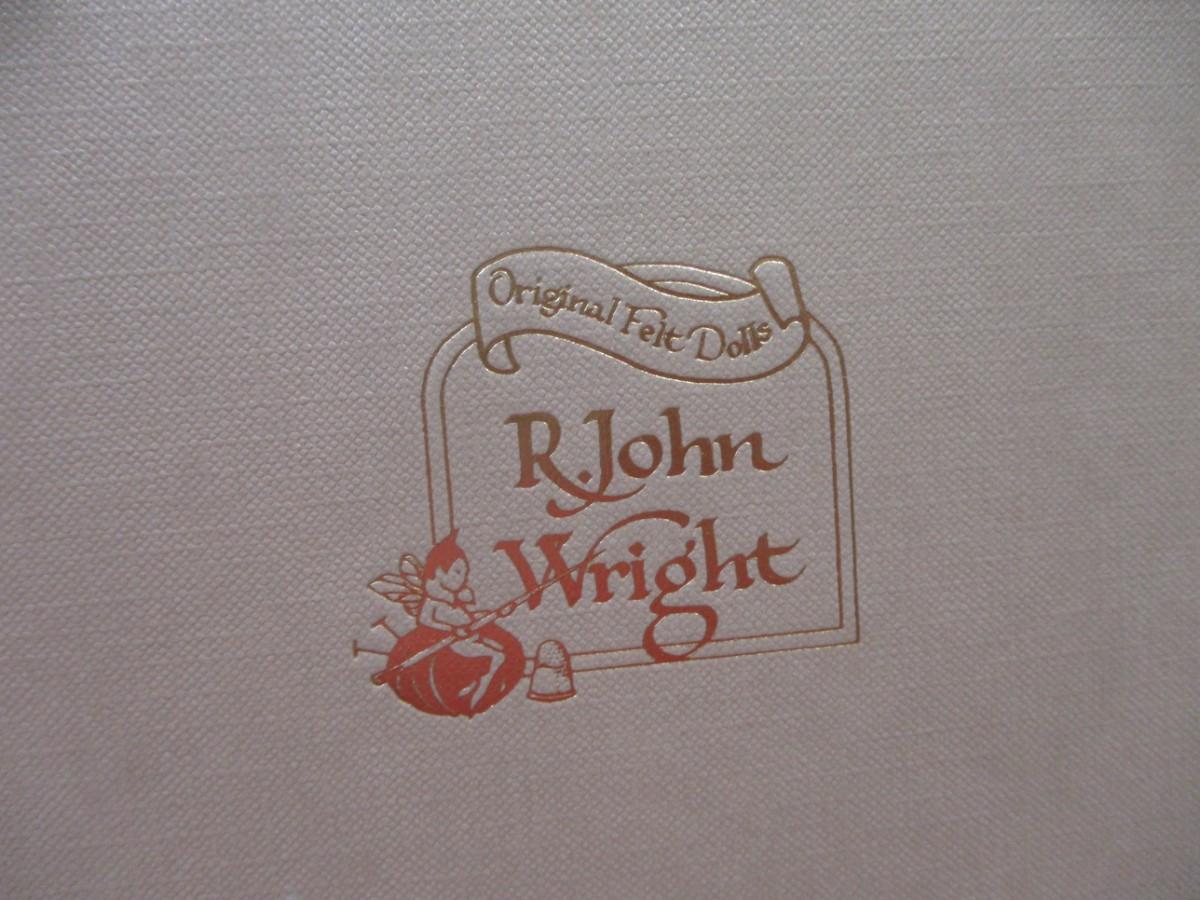 Original Felt Dolls
R. John
Wright